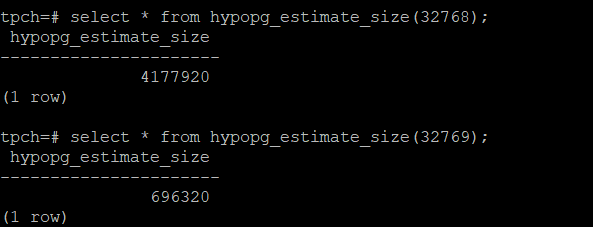 tpch=# select * from hypopg_estimate_size(32768);
 hypopg_estimate_size
----------------------
              4177920
(1 row)

tpch=# select * from hypopg_estimate_size(32769);
 hypopg_estimate_size
----------------------
               696320
(1 row)